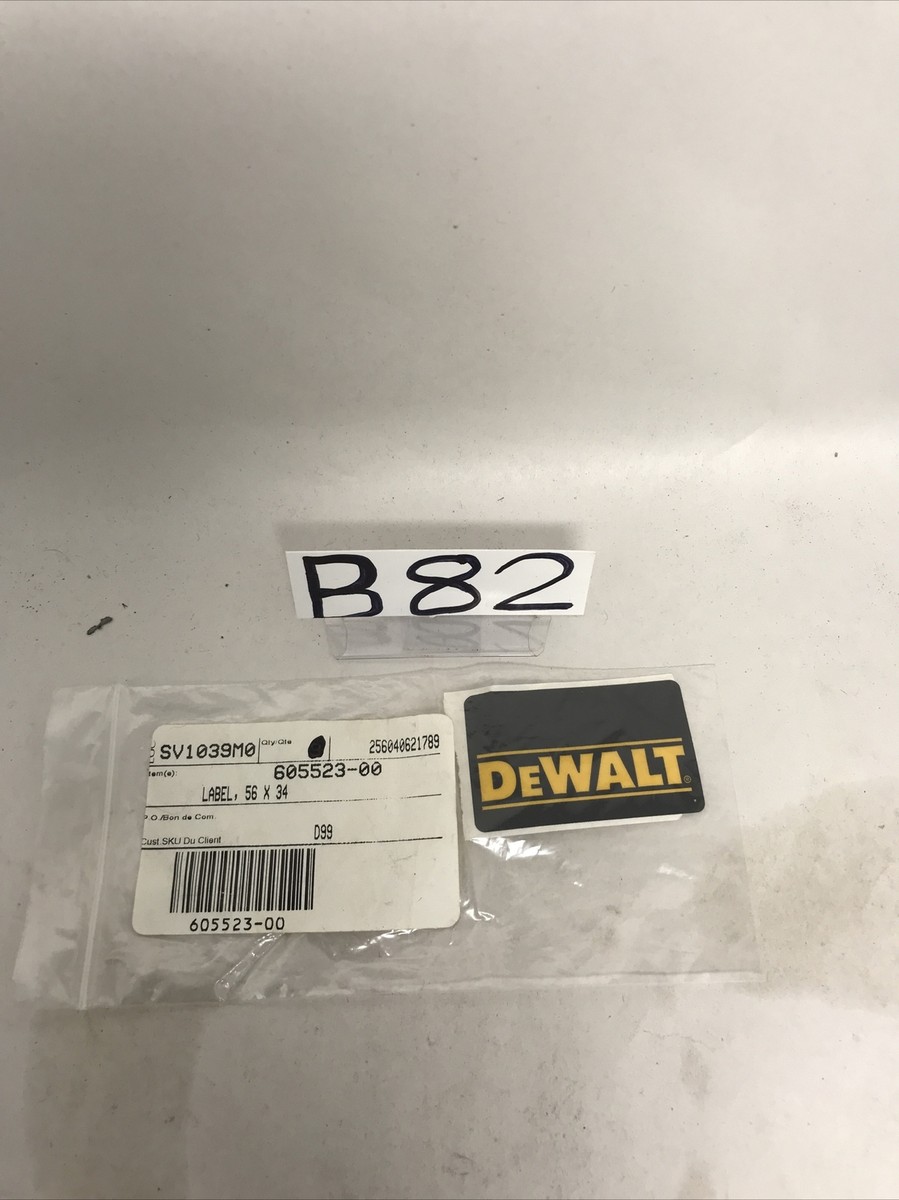 B82
SV1039M0 Qty/Qte 256040621789
Item(e): 605523-00
LABEL, 56 X 34
P.O./Bon de Com
Cust.SKU Du Client D99
605523-00
DEWALT®